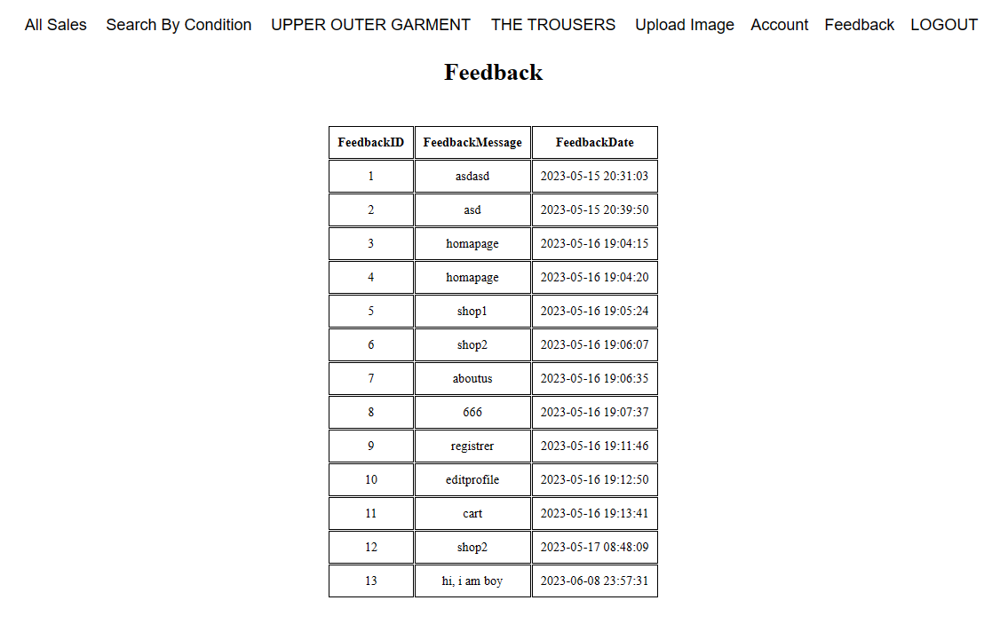 All Sales Search By Condition UPPER OUTER GARMENT THE TROUSERS Upload Image Account Feedback LOGOUT
Feedback
FeedbackID FeedbackMessage FeedbackDate
1 asdasd 2023-05-15 20:31:03
2 asd 2023-05-15 20:39:50
3 homapage 2023-05-16 19:04:15
4 homapage 2023-05-16 19:04:20
5 shop1 2023-05-16 19:05:24
6 shop2 2023-05-16 19:06:07
7 aboutus 2023-05-16 19:06:35
8 666 2023-05-16 19:07:37
9 registrer 2023-05-16 19:11:46
10 editprofile 2023-05-16 19:12:50
11 cart 2023-05-16 19:13:41
12 shop2 2023-05-17 08:48:09
13 hi, i am boy 2023-06-08 23:57:31